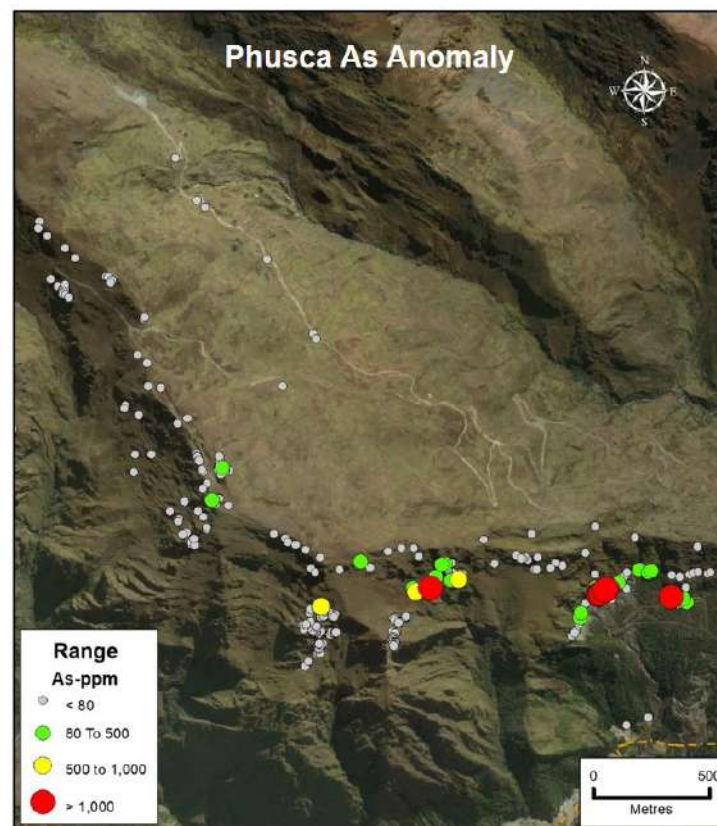 Phusca As Anomaly
N
W E
S
Range
As-ppm
< 80
80 To 500
500 to 1,000
> 1,000
0 500
Metres